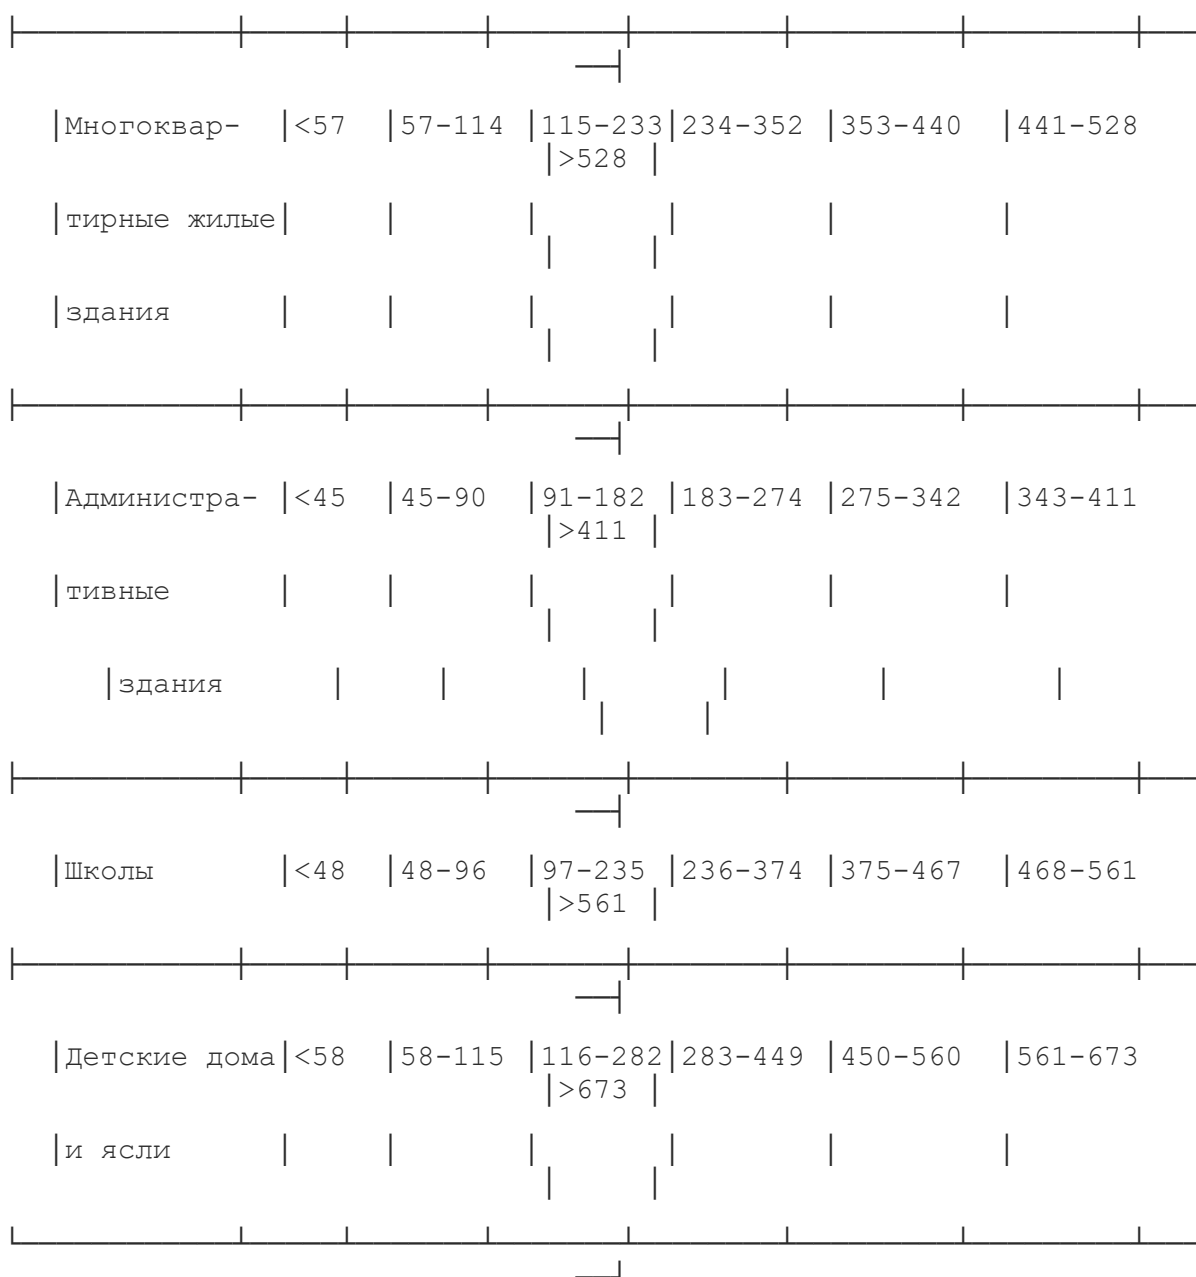 Многоквар- <57 57-114 115-233 234-352 353-440 441-528
>528
тирные жилые
здания
Администра- <45 45-90 91-182 183-274 275-342 343-411
>411
тивные
здания
Школы <48 48-96 97-235 236-374 375-467 468-561
>561
Детские дома <58 58-115 116-282 283-449 450-560 561-673
>673
и ясли